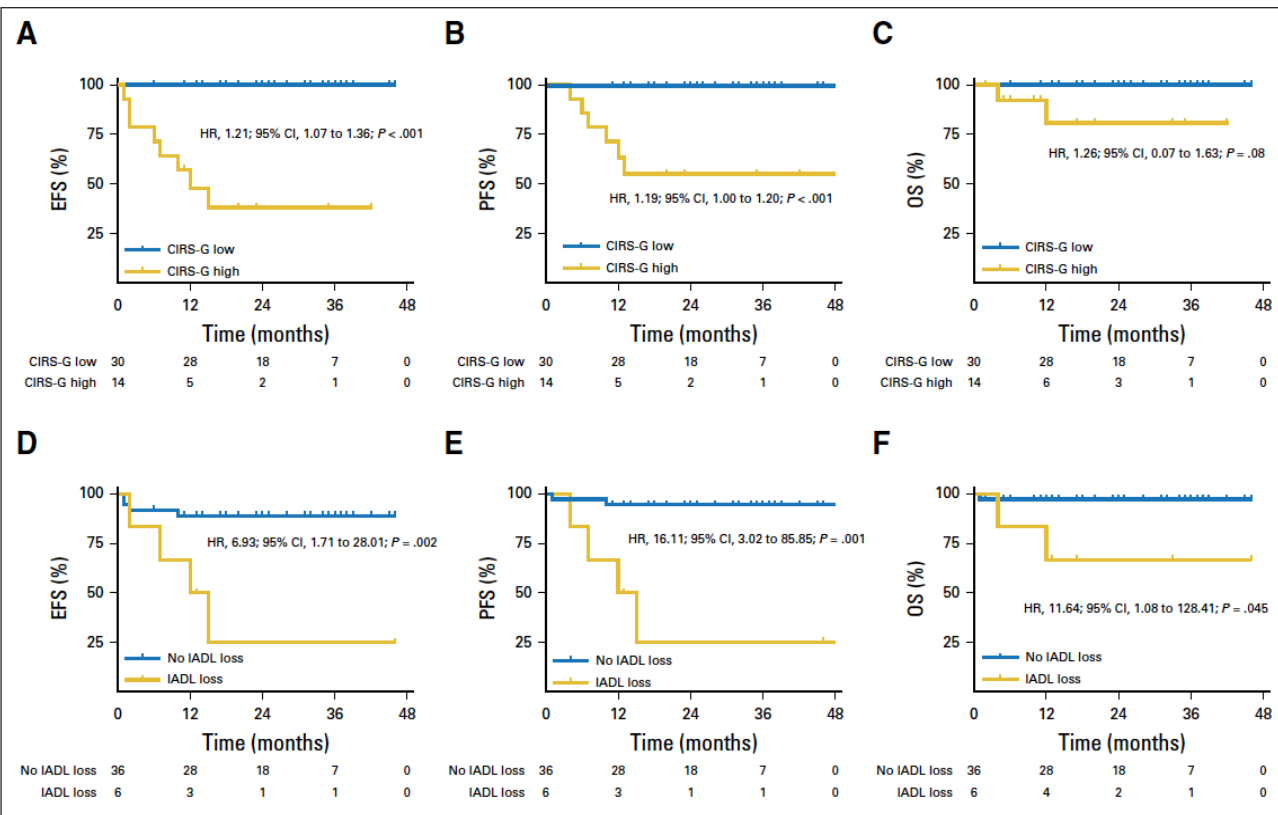 A
EFS (%)
100
75
50
25
HR, 1.21; 95% CI, 1.07 to 1.36; P < .001
CIRS-G low
CIRS-G high
0 12 24 36 48
Time (months)
CIRS-G low 30 28 18 7 0
CIRS-G high 14 5 2 1 0
B
PFS (%)
100
75
50
25
HR, 1.19; 95% CI, 1.00 to 1.20; P < .001
CIRS-G low
CIRS-G high
0 12 24 36 48
Time (months)
CIRS-G low 30 28 18 7 0
CIRS-G high 14 5 2 1 0
C
OS (%)
100
75
50
25
HR, 1.26; 95% CI, 0.07 to 1.63; P = .08
CIRS-G low
CIRS-G high
0 12 24 36 48
Time (months)
CIRS-G low 30 28 18 7 0
CIRS-G high 14 6 3 1 0
D
EFS (%)
100
75
50
25
HR, 6.93; 95% CI, 1.71 to 28.01; P = .002
No IADL loss
IADL loss
0 12 24 36 48
Time (months)
No IADL loss 36 28 18 7 0
IADL loss 6 3 1 1 0
E
PFS (%)
100
75
50
25
HR, 16.11; 95% CI, 3.02 to 85.85; P = .001
No IADL loss
IADL loss
0 12 24 36 48
Time (months)
No IADL loss 36 28 18 7 0
IADL loss 6 3 1 1 0
F
OS (%)
100
75
50
25
HR, 11.64; 95% CI, 1.08 to 128.41; P = .045
No IADL loss
IADL loss
0 12 24 36 48
Time (months)
No IADL loss 36 28 18 7 0
IADL loss 6 4 2 1 0